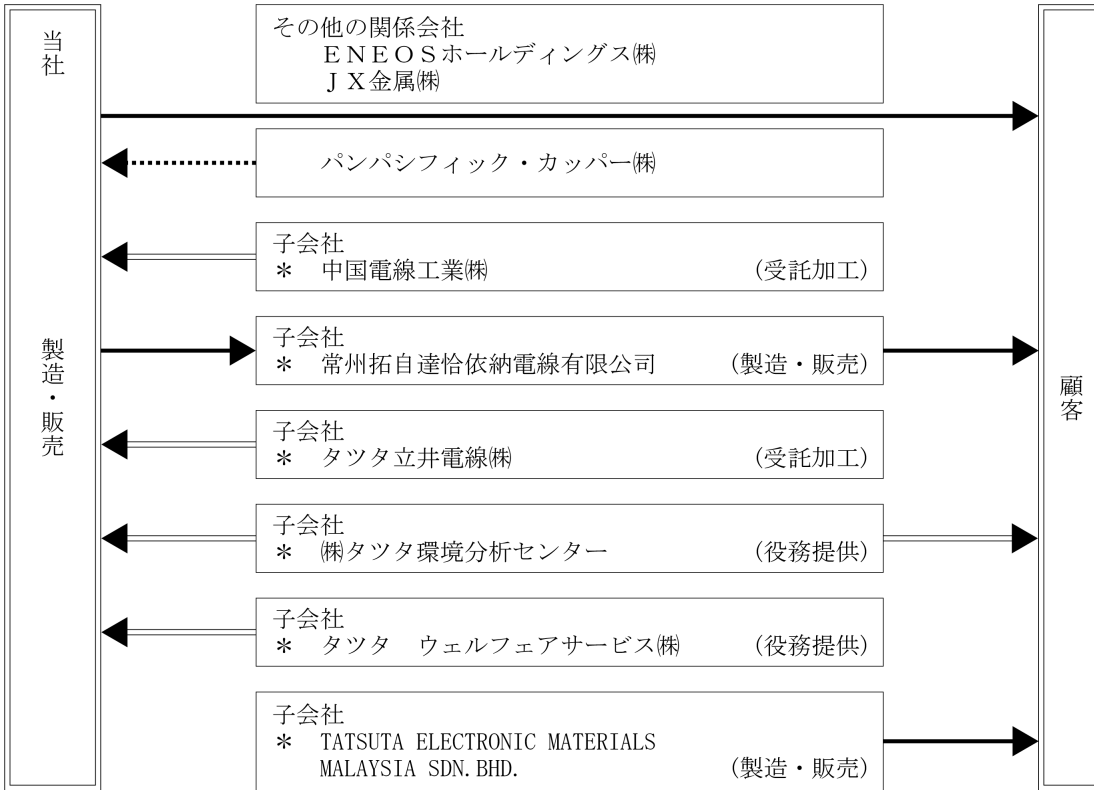 当社
製造・販売
その他の関係会社
ＥＮＥＯＳホールディングス㈱
ＪＸ金属㈱
パンパシフィック・カッパー㈱
子会社
＊ 中国電線工業㈱ （受託加工）
子会社
＊ 常州拓自達恰依納電線有限公司 （製造・販売）
子会社
＊ タツタ立井電線㈱ （受託加工）
子会社
＊ ㈱タツタ環境分析センター （役務提供）
子会社
＊ タツタ　ウェルフェアサービス㈱ （役務提供）
子会社
＊ TATSUTA ELECTRONIC MATERIALS
MALAYSIA SDN.BHD. （製造・販売）
顧客